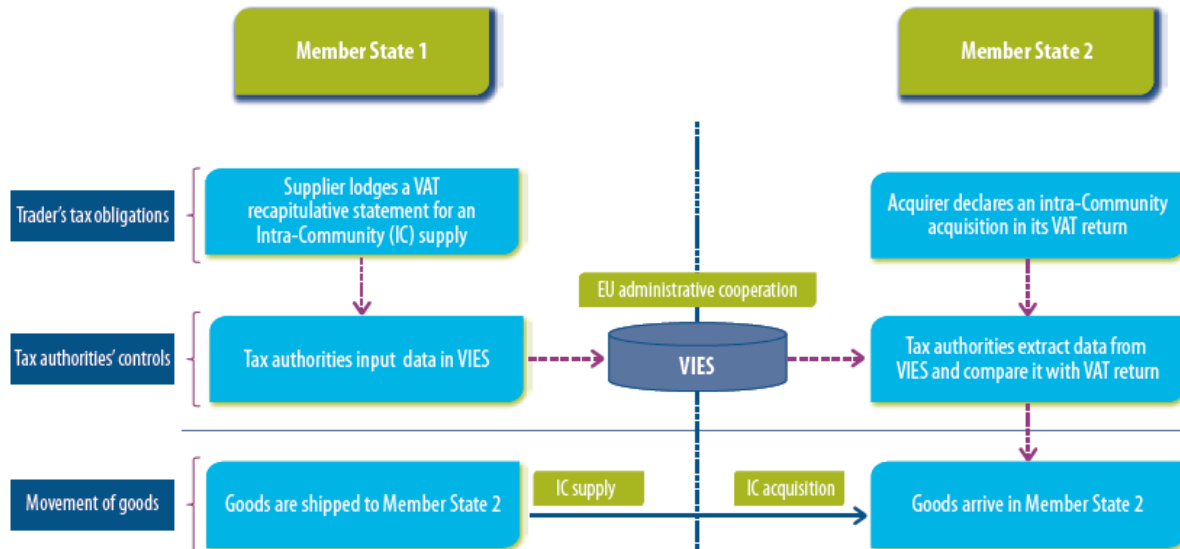 Member State 1
Member State 2
Trader's tax obligations
Supplier lodges a VAT
recapitulative statement for an
Intra-Community (IC) supply
Acquirer declares an intra-Community
acquisition in its VAT return
EU administrative cooperation
Tax authorities' controls
Tax authorities input data in VIES
VIES
Tax authorities extract data from
VIES and compare it with VAT return
Movement of goods
Goods are shipped to Member State 2
IC supply
IC acquisition
Goods arrive in Member State 2